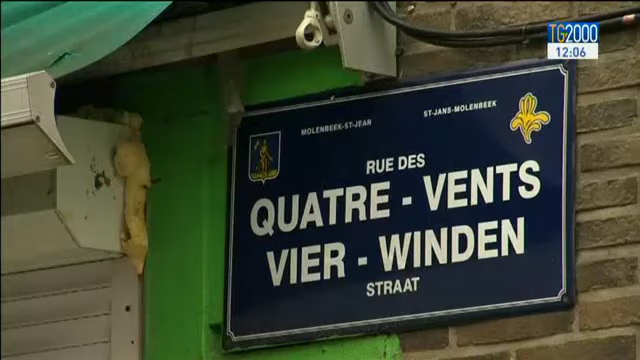 TG2000
12:06
MOLENBEEK-ST-JEAN
ST-JANS-MOLENBEEK
RUE DES
QUATRE - VENTS
VIER - WINDEN
STRAAT